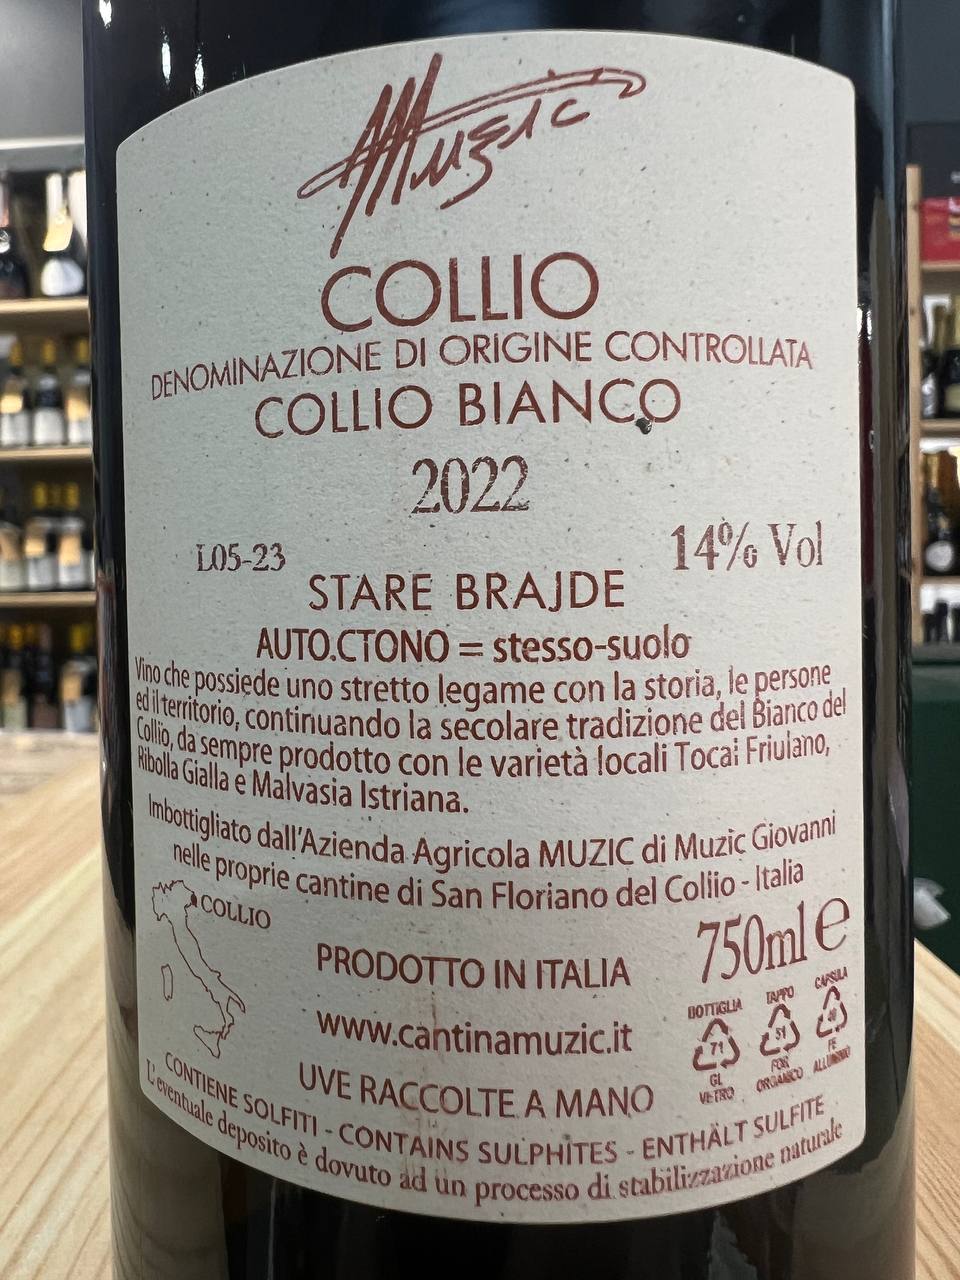 Muzic
COLLIO
DENOMINAZIONE DI ORIGINE CONTROLLATA
COLLIO BIANCO
2022
L05-23
14% Vol
STARE BRAJDE
AUTO.CTONO = stesso-suolo
Vino che possiede uno stretto legame con la storia, le persone
ed il territorio, continuando la secolare tradizione del Bianco del
Collio, da sempre prodotto con le varietà locali Tocai Friulano,
Ribolla Gialla e Malvasia Istriana.
Imbottigliato dall'Azienda Agricola MUZIC di Muzic Giovanni
nelle proprie cantine di San Floriano del Collio - Italia
COLLIO
750ml e
PRODOTTO IN ITALIA
BOTTIGLIA TAPPO CAPSULA
www.cantinamuzic.it
71 51 40
GL FOR FE
VETRO ORGANICO ALLUMINIO
UVE RACCOLTE A MANO
CONTIENE SOLFITI - CONTAINS SULPHITES - ENTHÄLT SULFITE
L'eventuale deposito è dovuto ad un processo di stabilizzazione naturale